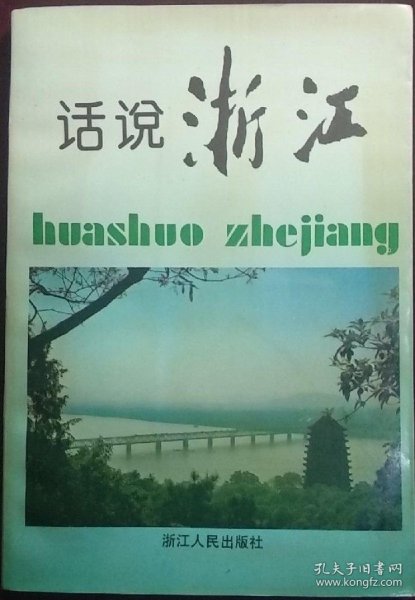 话说 浙江
huashuo zhejiang
浙江人民出版社
孔夫子旧书网
www.kongfz.com